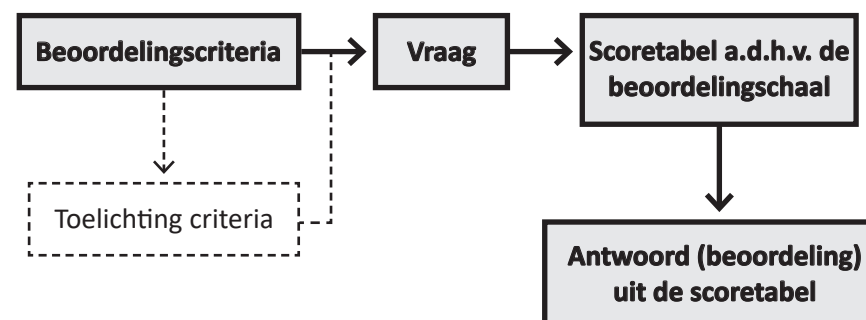 Beoordelingscriteria
Vraag
Scoretabel a.d.h.v. de
beoordelingschaal
Toelichting criteria
Antwoord (beoordeling)
uit de scoretabel